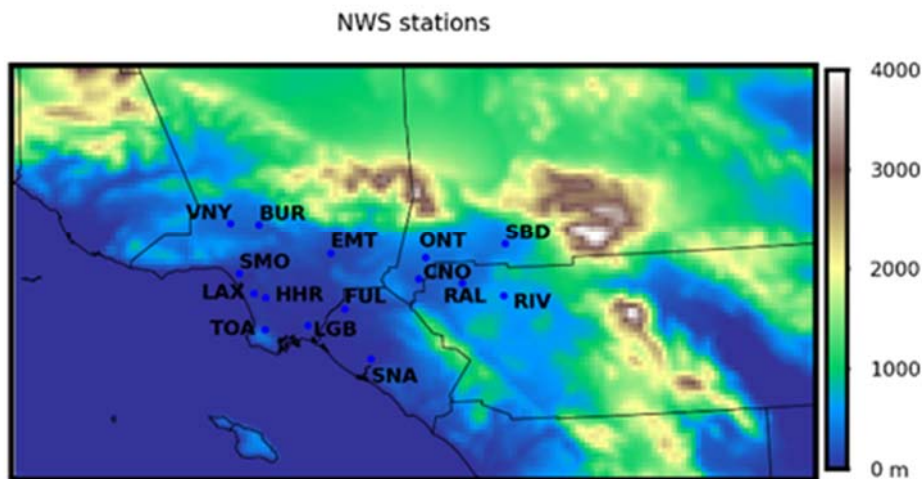 NWS stations
4000
3000
2000
1000
0 m
VNY BUR
EMT ONT SBD
SMO CNO
LAX HHR FUL RAL RIV
TOA LGB
SNA